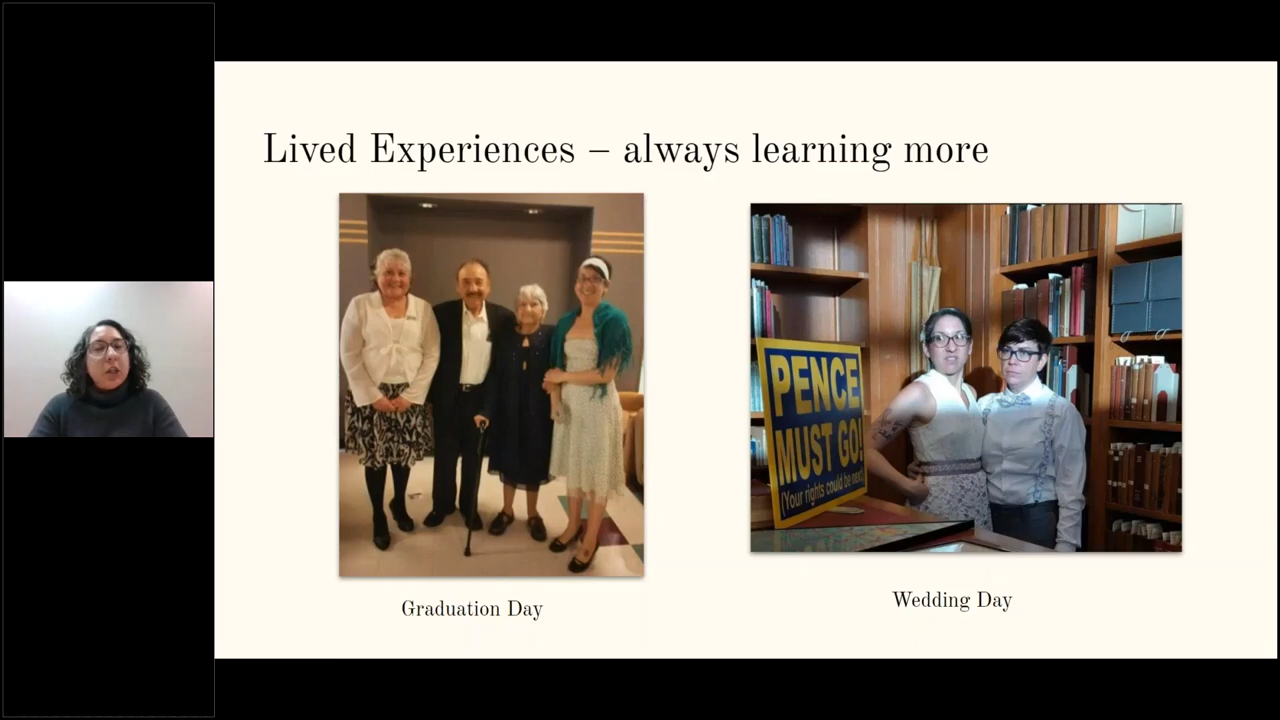 Lived Experiences – always learning more
PENCE
MUST GO!
(Your rights could be next)
Graduation Day
Wedding Day